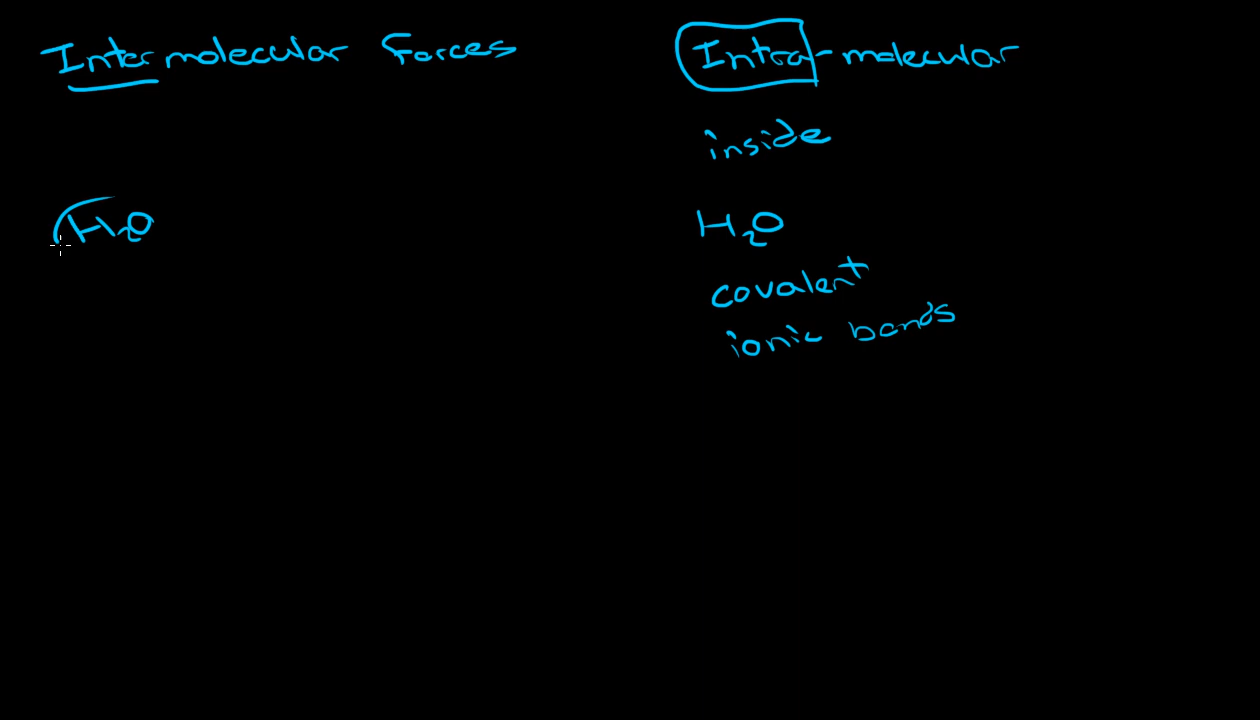 Intermolecular Forces
Intra-molecular
inside
H₂O
H₂O
covalent
ionic bonds